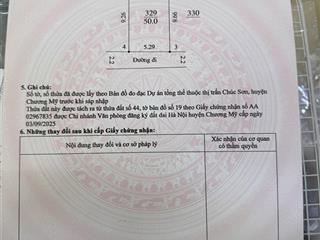 9.26
329
50.0
9.66
330
4
5.29
3
2.2
Đường đi
2.2
5. Ghi chú:
Số tờ, số thửa đã được lấy theo Bản đồ đo đạc Dự án tổng thể thuộc thị trấn Chúc Sơn, huyện
Chương Mỹ trước khi sáp nhập
Thửa đất này được tách ra từ thửa đất số 44, tờ bản đồ số 19 theo Giấy chứng nhận số AA
02967835 được Chi nhánh Văn phòng đăng ký đất đai Hà Nội huyện Chương Mỹ cấp ngày
03/09/2025
6. Những thay đổi sau khi cấp Giấy chứng nhận:
Nội dung thay đổi và cơ sở pháp lý
Xác nhận của cơ quan
có thẩm quyền